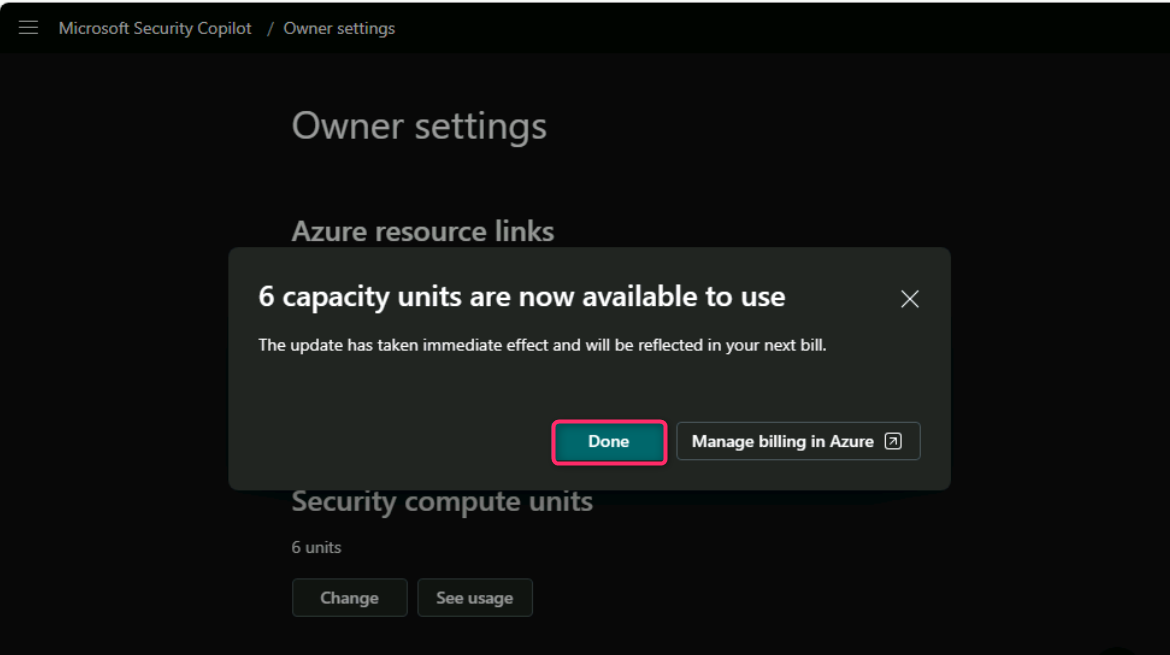 Microsoft Security Copilot / Owner settings
Owner settings
Azure resource links
6 capacity units are now available to use
The update has taken immediate effect and will be reflected in your next bill.
Done Manage billing in Azure
Security compute units
6 units
Change See usage